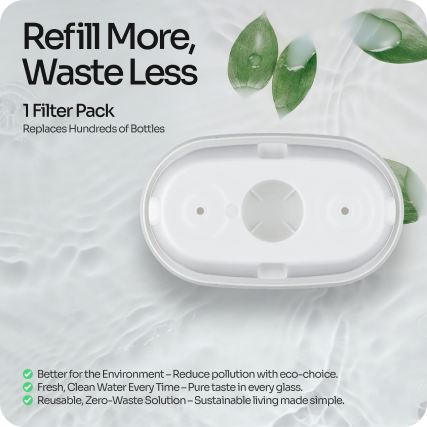 Refill More,
Waste Less
1 Filter Pack
Replaces Hundreds of Bottles
Better for the Environment – Reduce pollution with eco-choice.
Fresh, Clean Water Every Time – Pure taste in every glass.
Reusable, Zero-Waste Solution – Sustainable living made simple.